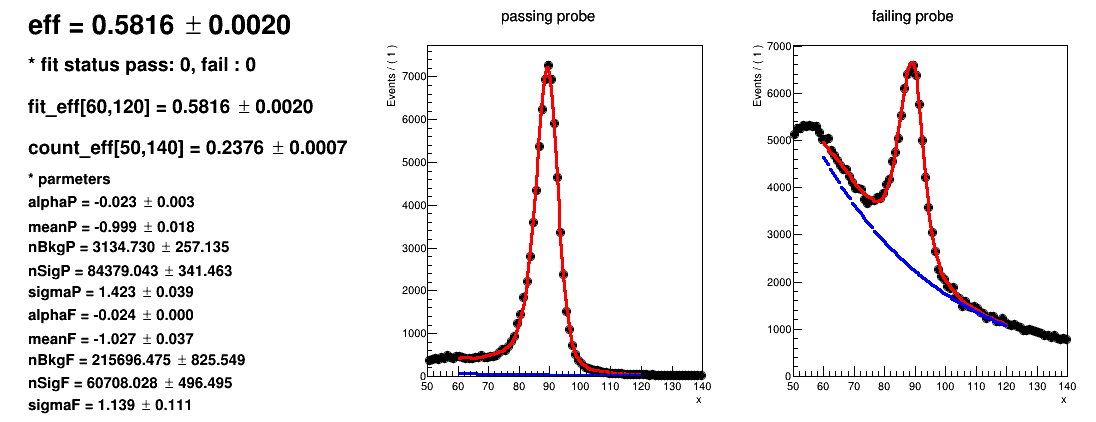 eff = 0.5816 ± 0.0020
* fit status pass: 0, fail : 0
fit_eff[60,120] = 0.5816 ± 0.0020
count_eff[50,140] = 0.2376 ± 0.0007
* parmeters
alphaP = -0.023 ± 0.003
meanP = -0.999 ± 0.018
nBkgP = 3134.730 ± 257.135
nSigP = 84379.043 ± 341.463
sigmaP = 1.423 ± 0.039
alphaF = -0.024 ± 0.000
meanF = -1.027 ± 0.037
nBkgF = 215696.475 ± 825.549
nSigF = 60708.028 ± 496.495
sigmaF = 1.139 ± 0.111
passing probe
Events / ( 1 )
7000
6000
5000
4000
3000
2000
1000
0
50 60 70 80 90 100 110 120 130 140
x
failing probe
Events / ( 1 )
7000
6000
5000
4000
3000
2000
1000
0
50 60 70 80 90 100 110 120 130 140
x